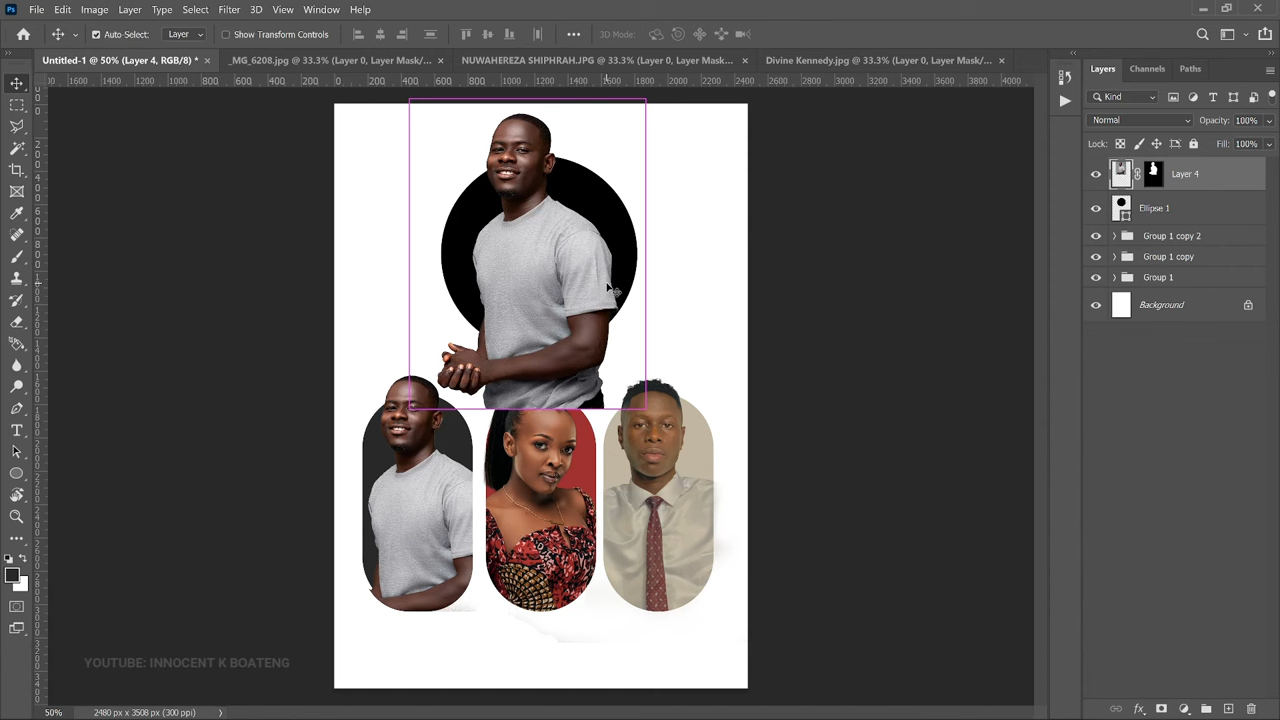 Ps File Edit Image Layer Type Select Filter 3D View Window Help
Auto-Select: Layer Show Transform Controls 3D Mode:
Untitled-1 @ 50% (Layer 4, RGB/8) * × _MG_6208.jpg @ 33.3% (Layer 0, Layer Mask/... × NUWAHEREZA SHIPHRAH.JPG @ 33.3% (Layer 0, Layer Mask... × Divine Kennedy.jpg @ 33.3% (Layer 0, Layer Mask/... ×
Layers Channels Paths
Kind
Normal Opacity: 100%
Lock: Fill: 100%
Layer 4
Ellipse 1
Group 1 copy 2
Group 1 copy
Group 1
Background
YOUTUBE: INNOCENT K BOATENG
50% 2480 px x 3508 px (300 ppi)